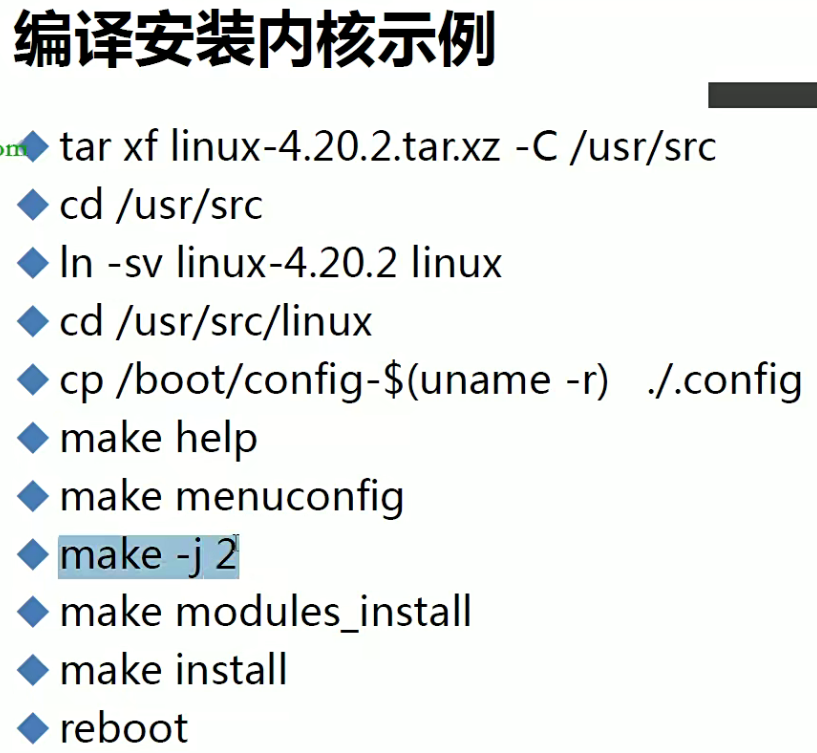 编译安装内核示例
om
tar xf linux-4.20.2.tar.xz -C /usr/src
cd /usr/src
ln -sv linux-4.20.2 linux
cd /usr/src/linux
cp /boot/config-$(uname -r) ./.config
make help
make menuconfig
make -j 2
make modules_install
make install
reboot